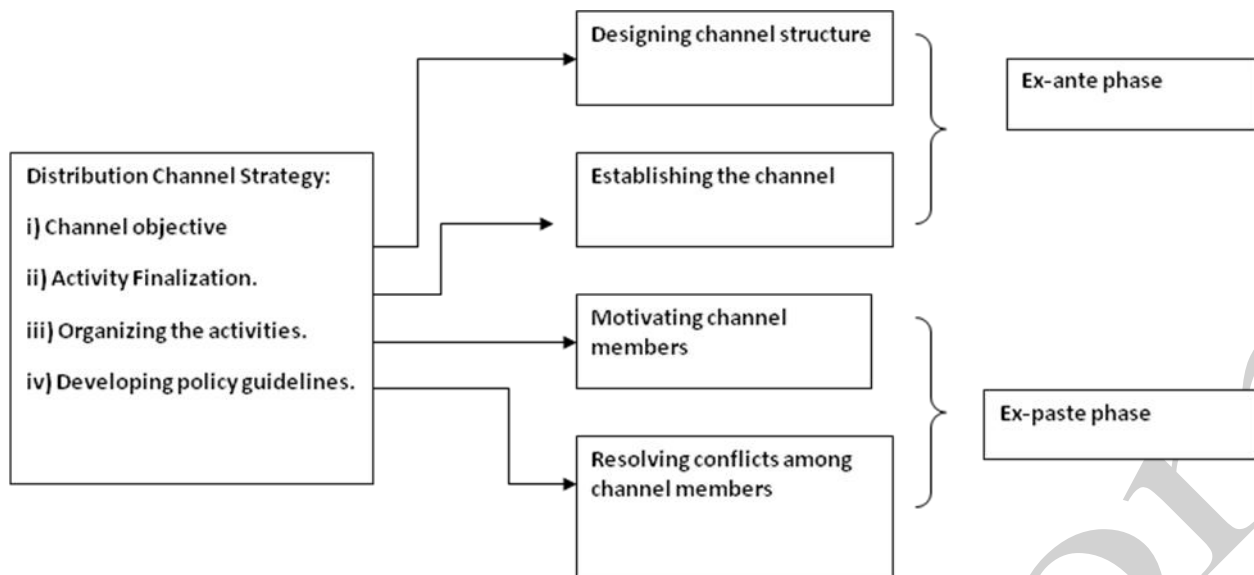 Distribution Channel Strategy:
i) Channel objective
ii) Activity Finalization.
iii) Organizing the activities.
iv) Developing policy guidelines.
Designing channel structure
Establishing the channel
Motivating channel
members
Resolving conflicts among
channel members
Ex-ante phase
Ex-paste phase